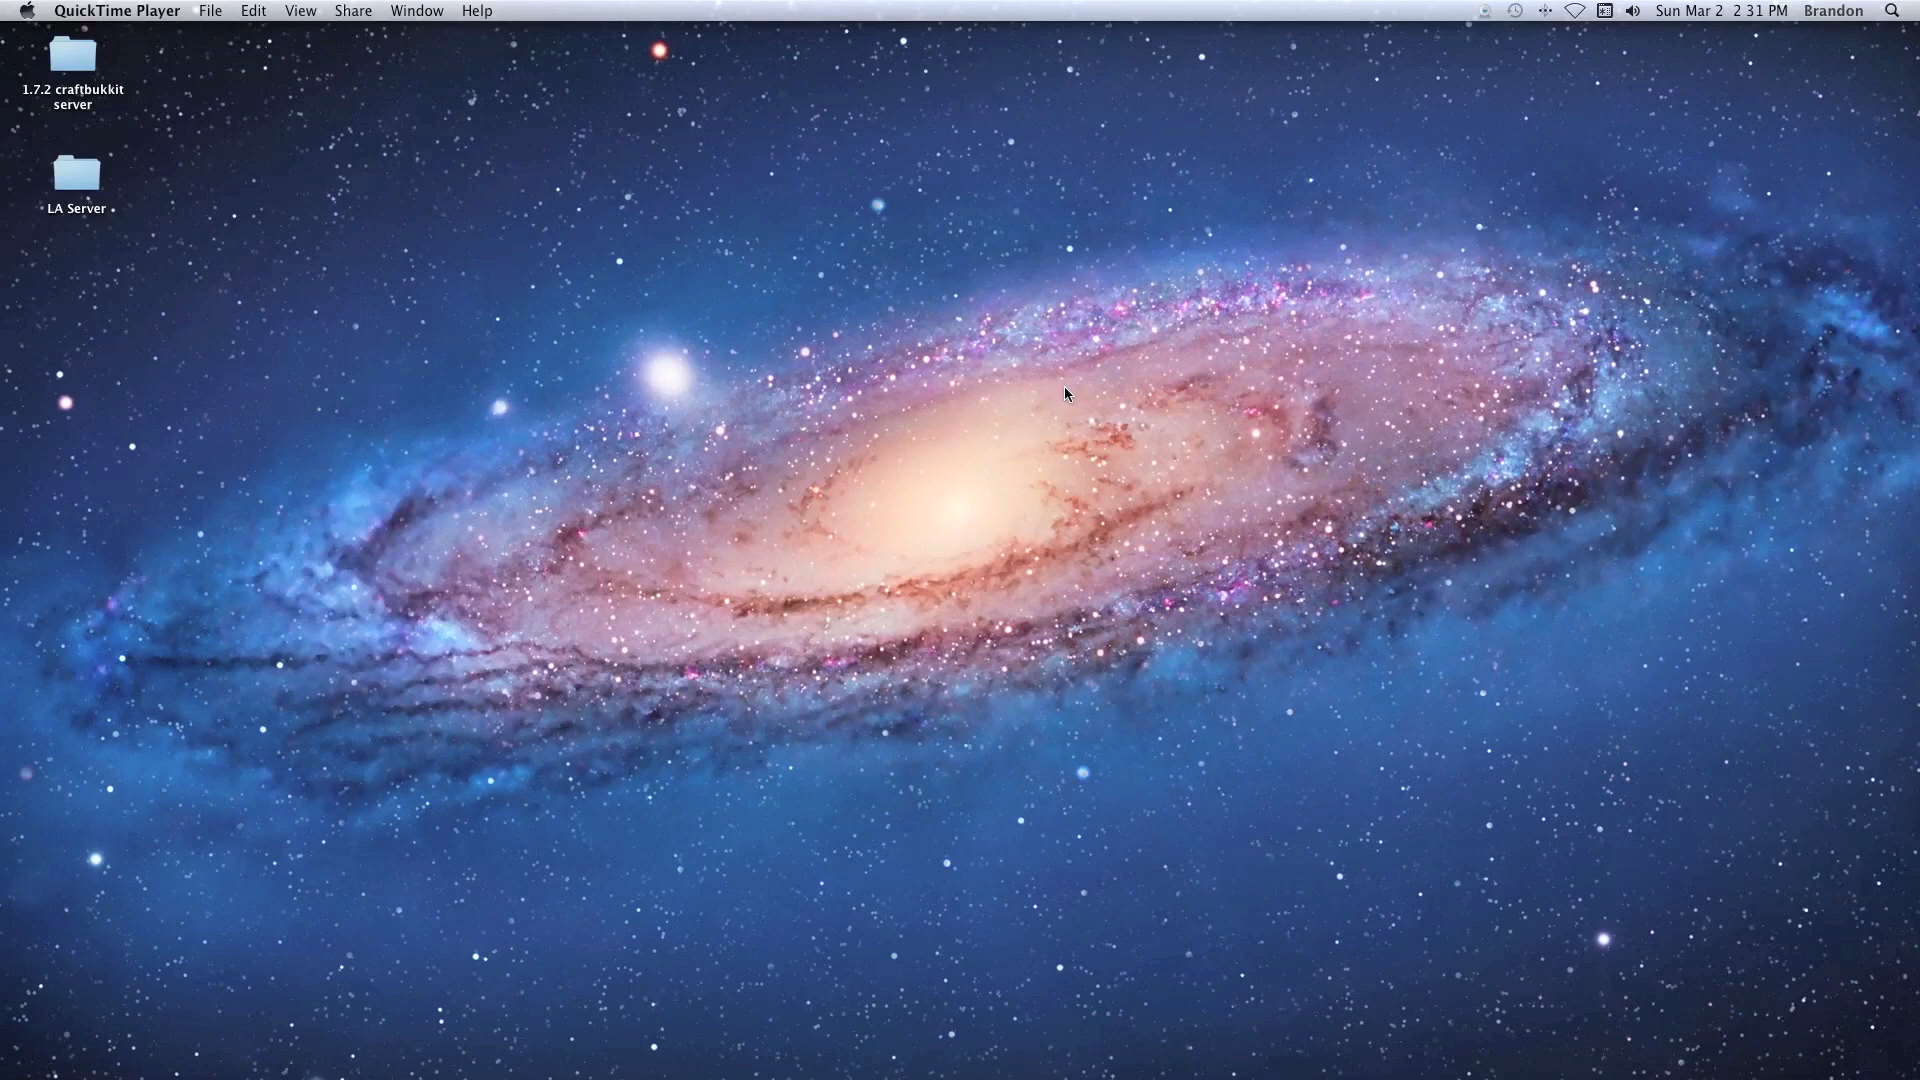 QuickTime Player File Edit View Share Window Help Sun Mar 2 2 31 PM Brandon
1.7.2 craftbukkit
server
LA Server